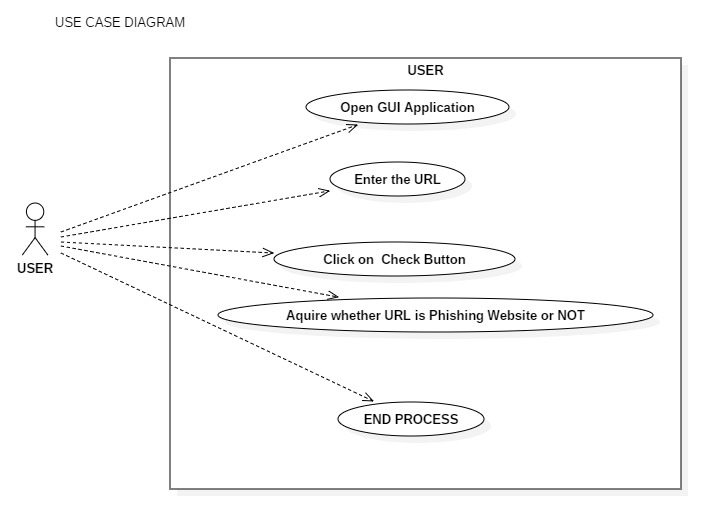 USE CASE DIAGRAM
USER
Open GUI Application
Enter the URL
USER
Click on  Check Button
Aquire whether URL is Phishing Website or NOT
END PROCESS